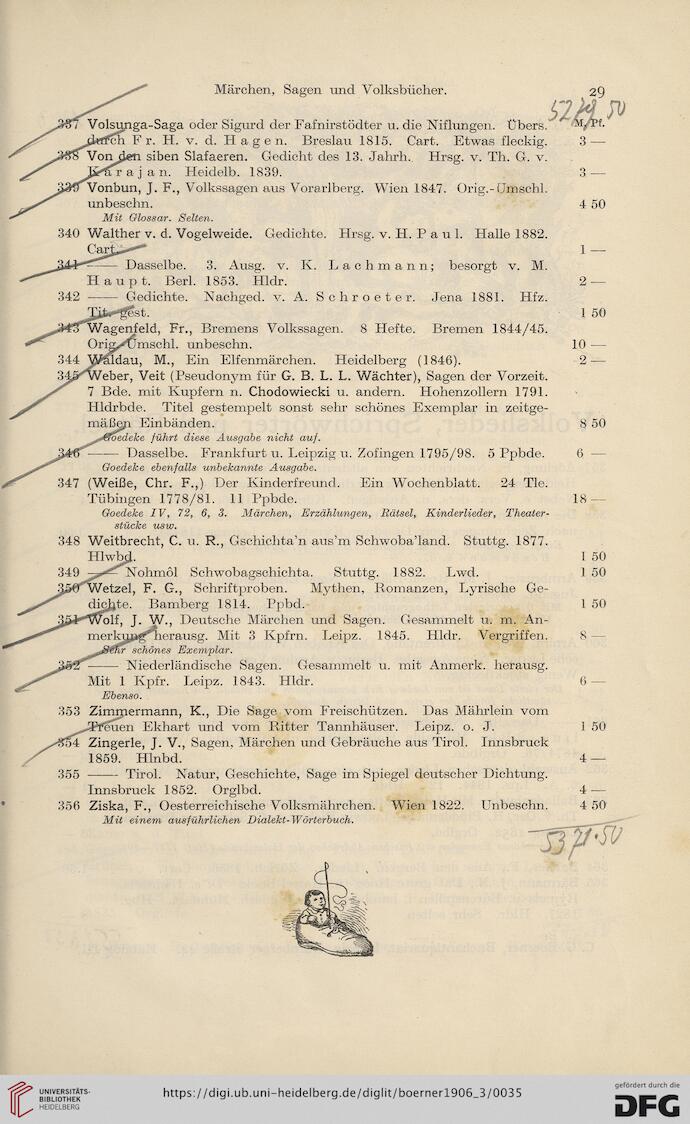 Märchen, Sagen und Volksbücher.
29
M. Pf.
337 Volsunga-Saga oder Sigurd der Fafnirstödter u. die Niflungen. Übers.
durch Fr. H. v. d. Hagen. Breslau 1815. Cart. Etwas fleckig. 3 —
338 Von den siben Slafaeren. Gedicht des 13. Jahrh. Hrsg. v. Th. G. v.
Karajan. Heidelb. 1839. 3 —
339 Vonbun, J. F., Volkssagen aus Vorarlberg. Wien 1847. Orig.-Umschl.
unbeschn. 4 50
Mit Glossar. Selten.
340 Walther v. d. Vogelweide. Gedichte. Hrsg. v. H. Paul. Halle 1882.
Cart. 1 —
341 —— Dasselbe. 3. Ausg. v. K. Lachmann; besorgt v. M.
Haupt. Berl. 1853. Hldr. 2 —
342 —— Gedichte. Nachged. v. A. Schroeter. Jena 1881. Hfz.
Tit. gest. 1 50
343 Wagenfeld, Fr., Bremens Volkssagen. 8 Hefte. Bremen 1844/45.
Orig.-Umschl. unbeschn. 10 —
344 Waldau, M., Ein Elfenmärchen. Heidelberg (1846). 2 —
345 Weber, Veit (Pseudonym für G. B. L. L. Wächter), Sagen der Vorzeit.
7 Bde. mit Kupfern n. Chodowiecki u. andern. Hohenzollern 1791.
Hldrbde. Titel gestempelt sonst sehr schönes Exemplar in zeitge-
mäßen Einbänden. 8 50
Goedeke führt diese Ausgabe nicht auf.
346 —— Dasselbe. Frankfurt u. Leipzig u. Zofingen 1795/98. 5 Ppbde. 6 —
Goedeke ebenfalls unbekannte Ausgabe.
347 (Weiße, Chr. F.,) Der Kinderfreund. Ein Wochenblatt. 24 Tle.
Tübingen 1778/81. 11 Ppbde. 18 —
Goedeke IV, 72, 6, 3. Märchen, Erzählungen, Rätsel, Kinderlieder, Theater-
stücke usw.
348 Weitbrecht, C. u. R., Gschichta'n aus'm Schwoba'land. Stuttg. 1877.
Hlwbd. 1 50
349 —— Nohmôl Schwobagschichta. Stuttg. 1882. Lwd. 1 50
350 Wetzel, F. G., Schriftproben. Mythen, Romanzen, Lyrische Ge-
dichte. Bamberg 1814. Ppbd. 1 50
351 Wolf, J. W., Deutsche Märchen und Sagen. Gesammelt u. m. An-
merkung herausg. Mit 3 Kpfrn. Leipz. 1845. Hldr. Vergriffen. 8 —
Sehr schönes Exemplar.
352 —— Niederländische Sagen. Gesammelt u. mit Anmerk. herausg.
Mit 1 Kpfr. Leipz. 1843. Hldr. 6 —
Ebenso.
353 Zimmermann, K., Die Sage vom Freischützen. Das Mährlein vom
Treuen Ekhart und vom Ritter Tannhäuser. Leipz. o. J. 1 50
354 Zingerle, J. V., Sagen, Märchen und Gebräuche aus Tirol. Innsbruck
1859. Hlnbd. 4 —
355 —— Tirol. Natur, Geschichte, Sage im Spiegel deutscher Dichtung.
Innsbruck 1852. Orglbd. 4 —
356 Ziska, F., Oesterreichische Volksmährchen. Wien 1822. Unbeschn. 4 50
Mit einem ausführlichen Dialekt-Wörterbuch.
5371.50
UNIVERSITÄTS-
BIBLIOTHEK
HEIDELBERG
https://digi.ub.uni-heidelberg.de/diglit/boerner1906_3/0035
gefördert durch die
DFG